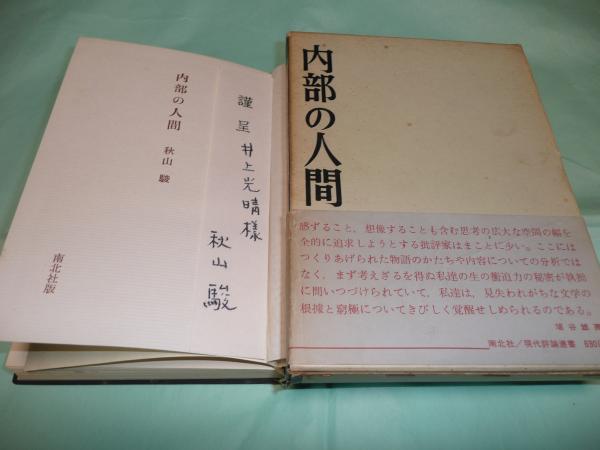 内部の人間
秋山 駿
南北社版
謹呈 井上光晴様
秋山 駿
内部の人間
感ずること、想像することも含む思考の広大な空間の幅を
全的に追求しようとする批評家はまことに少い。ここには
つくりあげられた物語のかたちや内容についての分析では
なく、まず考えざるを得ぬ私達の生の衝迫力の秘密が執拗
に問いつづけられていて、私達は、見失われがちな文学の
根據と窮極についてきびしく覚醒せしめられるのである。
埴谷雄
南北社/現代評論選書 690